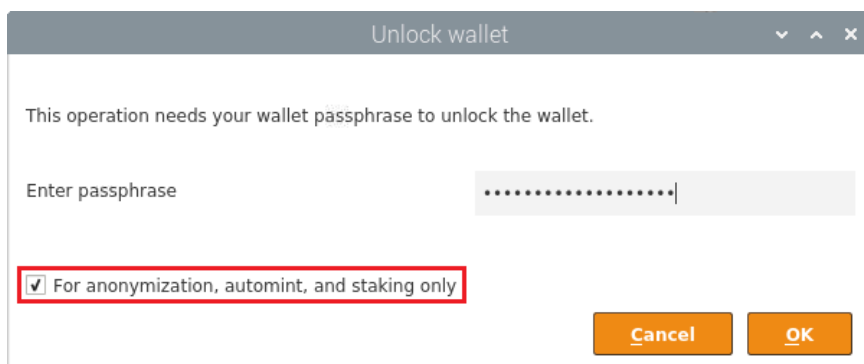 Unlock wallet
This operation needs your wallet passphrase to unlock the wallet.
Enter passphrase
For anonymization, automint, and staking only
Cancel OK